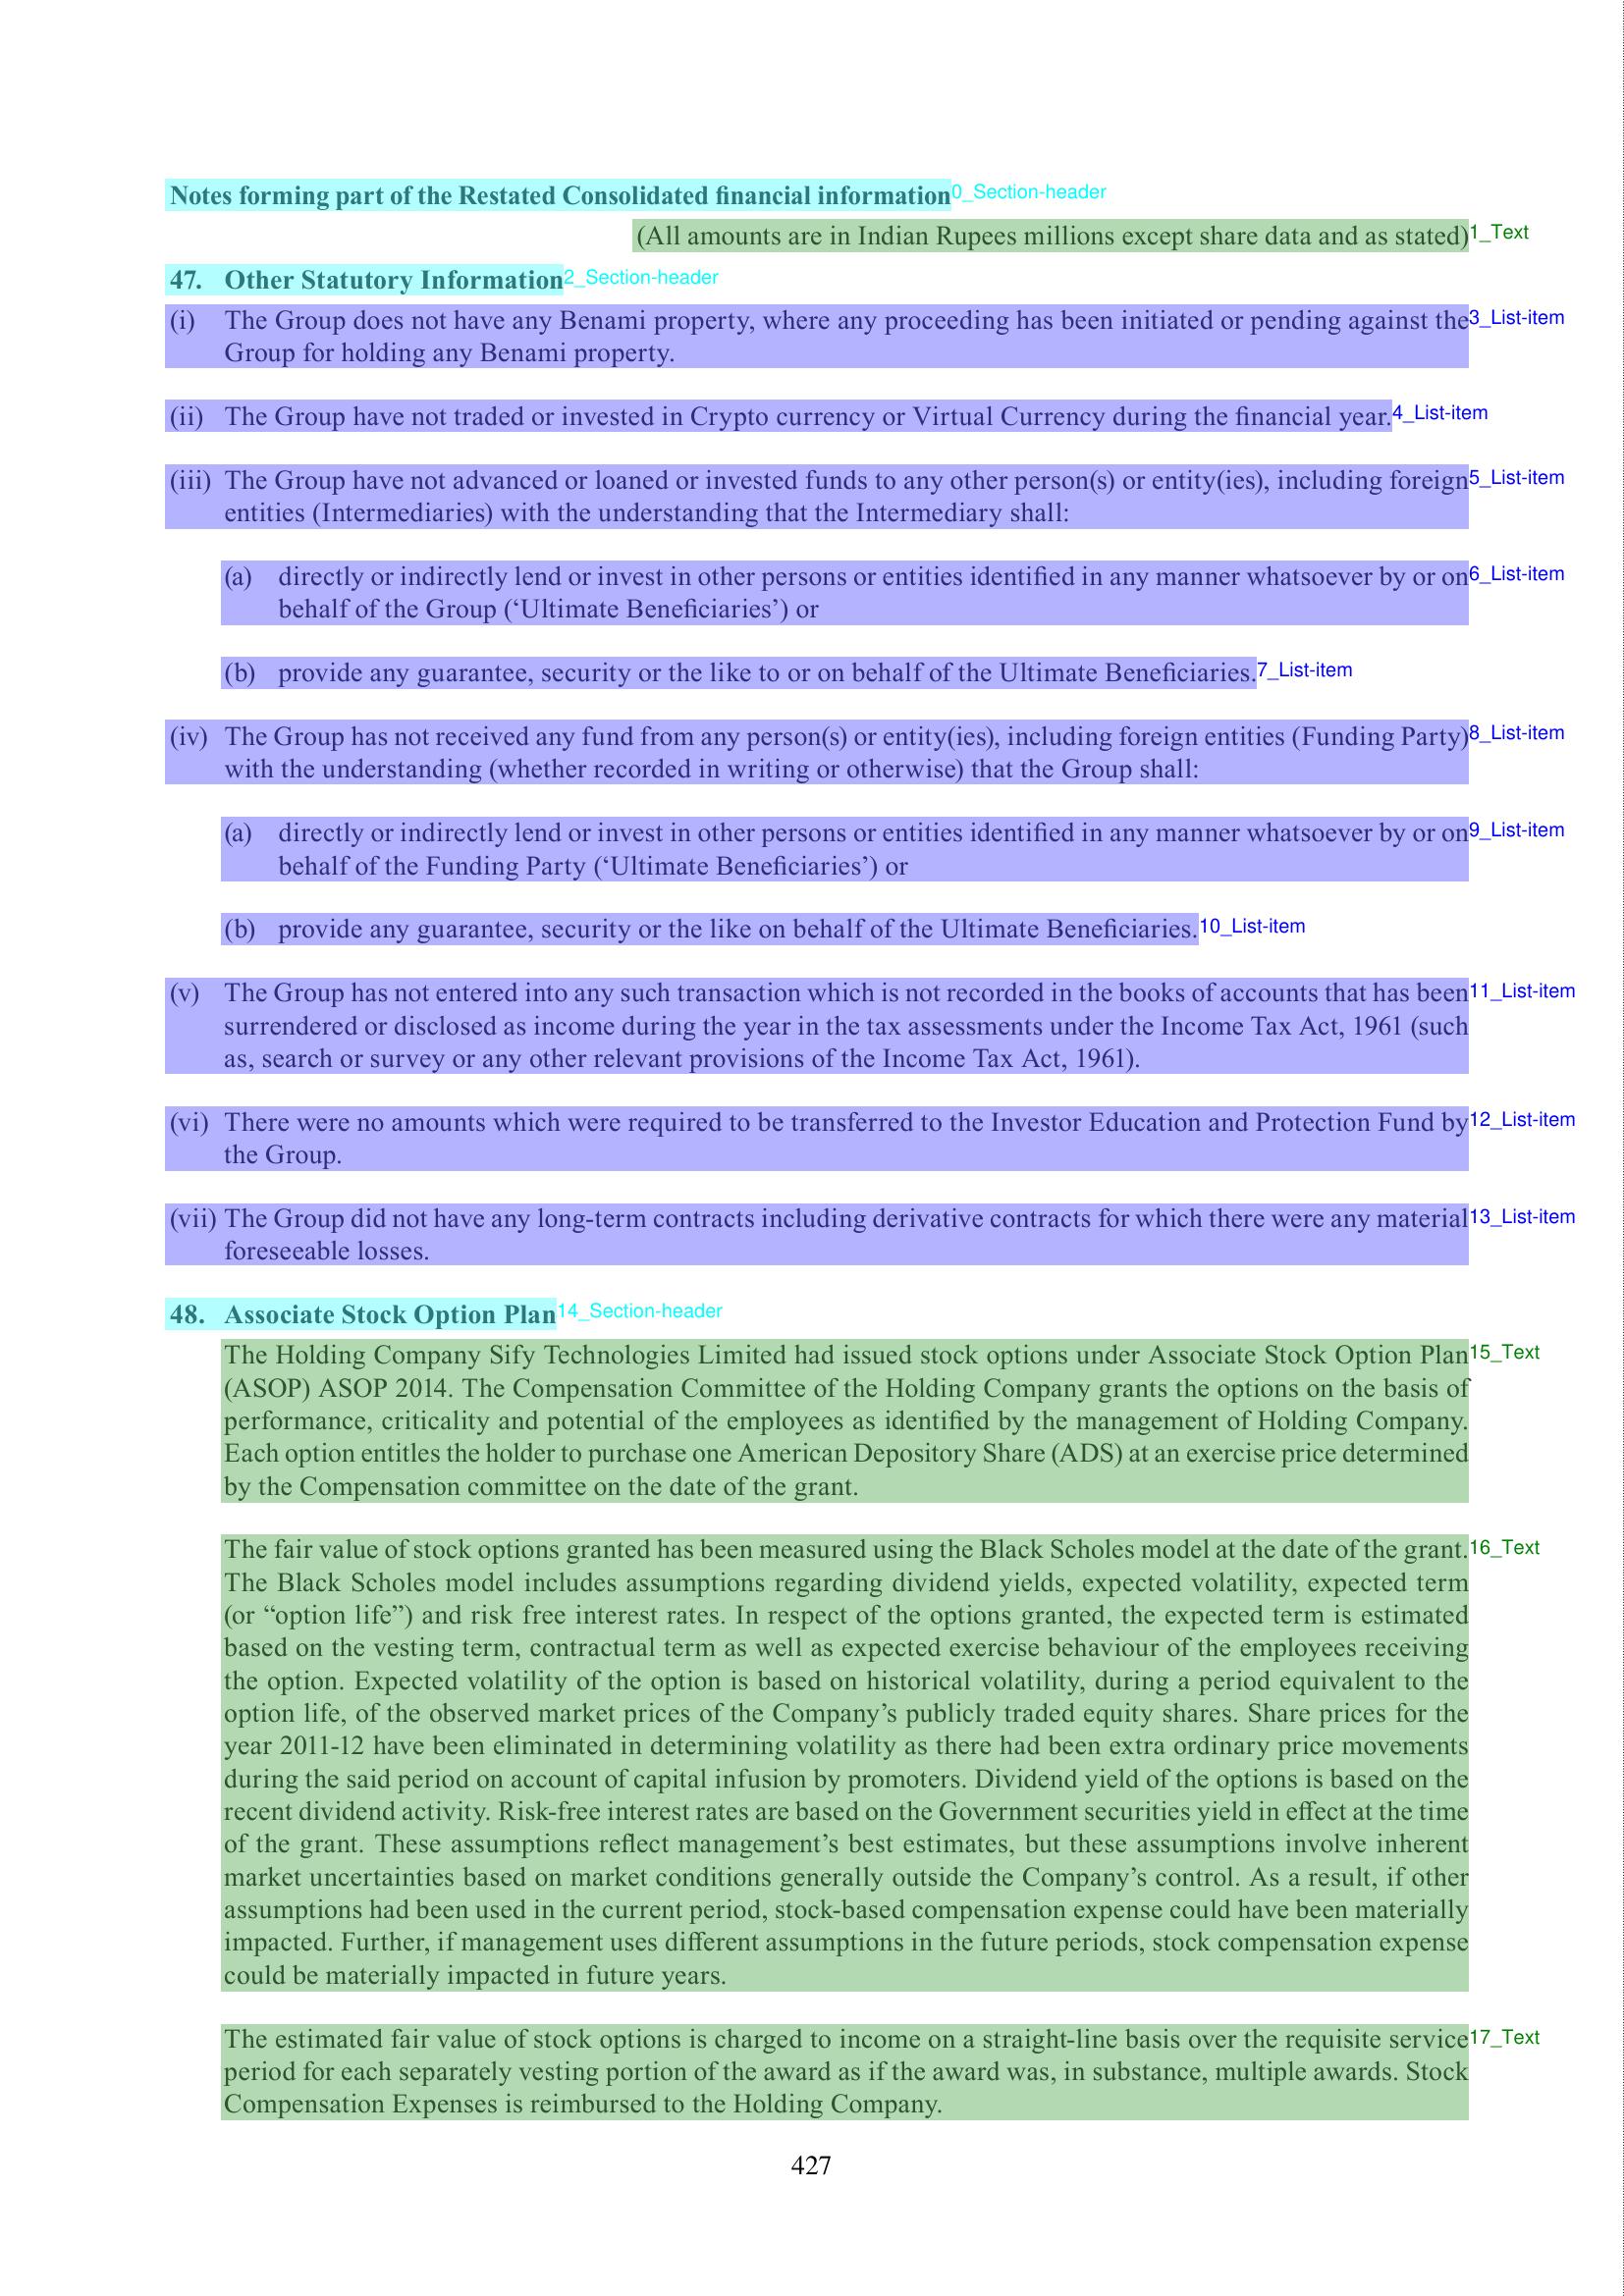 Notes forming part of the Restated Consolidated financial information 0_Section-header
(All amounts are in Indian Rupees millions except share data and as stated) 1_Text
47. Other Statutory Information 2_Section-header
(i) The Group does not have any Benami property, where any proceeding has been initiated or pending against the 3_List-item
Group for holding any Benami property.
(ii) The Group have not traded or invested in Crypto currency or Virtual Currency during the financial year. 4_List-item
(iii) The Group have not advanced or loaned or invested funds to any other person(s) or entity(ies), including foreign 5_List-item
entities (Intermediaries) with the understanding that the Intermediary shall:
(a) directly or indirectly lend or invest in other persons or entities identified in any manner whatsoever by or on 6_List-item
behalf of the Group (‘Ultimate Beneficiaries’) or
(b) provide any guarantee, security or the like to or on behalf of the Ultimate Beneficiaries. 7_List-item
(iv) The Group has not received any fund from any person(s) or entity(ies), including foreign entities (Funding Party) 8_List-item
with the understanding (whether recorded in writing or otherwise) that the Group shall:
(a) directly or indirectly lend or invest in other persons or entities identified in any manner whatsoever by or on 9_List-item
behalf of the Funding Party (‘Ultimate Beneficiaries’) or
(b) provide any guarantee, security or the like on behalf of the Ultimate Beneficiaries. 10_List-item
(v) The Group has not entered into any such transaction which is not recorded in the books of accounts that has been 11_List-item
surrendered or disclosed as income during the year in the tax assessments under the Income Tax Act, 1961 (such
as, search or survey or any other relevant provisions of the Income Tax Act, 1961).
(vi) There were no amounts which were required to be transferred to the Investor Education and Protection Fund by 12_List-item
the Group.
(vii) The Group did not have any long-term contracts including derivative contracts for which there were any material 13_List-item
foreseeable losses.
48. Associate Stock Option Plan 14_Section-header
The Holding Company Sify Technologies Limited had issued stock options under Associate Stock Option Plan 15_Text
(ASOP) ASOP 2014. The Compensation Committee of the Holding Company grants the options on the basis of
performance, criticality and potential of the employees as identified by the management of Holding Company.
Each option entitles the holder to purchase one American Depository Share (ADS) at an exercise price determined
by the Compensation committee on the date of the grant.
The fair value of stock options granted has been measured using the Black Scholes model at the date of the grant. 16_Text
The Black Scholes model includes assumptions regarding dividend yields, expected volatility, expected term
(or “option life”) and risk free interest rates. In respect of the options granted, the expected term is estimated
based on the vesting term, contractual term as well as expected exercise behaviour of the employees receiving
the option. Expected volatility of the option is based on historical volatility, during a period equivalent to the
option life, of the observed market prices of the Company’s publicly traded equity shares. Share prices for the
year 2011-12 have been eliminated in determining volatility as there had been extra ordinary price movements
during the said period on account of capital infusion by promoters. Dividend yield of the options is based on the
recent dividend activity. Risk-free interest rates are based on the Government securities yield in effect at the time
of the grant. These assumptions reflect management’s best estimates, but these assumptions involve inherent
market uncertainties based on market conditions generally outside the Company’s control. As a result, if other
assumptions had been used in the current period, stock-based compensation expense could have been materially
impacted. Further, if management uses different assumptions in the future periods, stock compensation expense
could be materially impacted in future years.
The estimated fair value of stock options is charged to income on a straight-line basis over the requisite service 17_Text
period for each separately vesting portion of the award as if the award was, in substance, multiple awards. Stock
Compensation Expenses is reimbursed to the Holding Company.
427